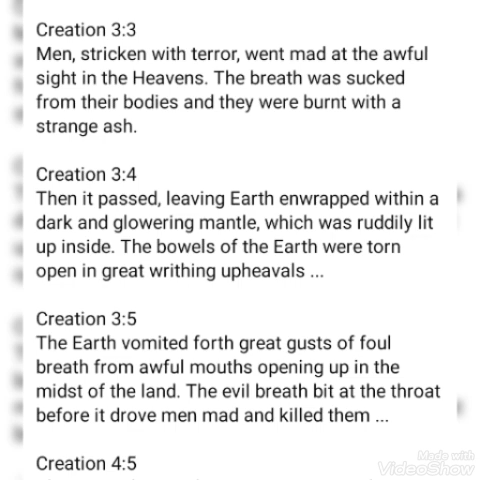 Creation 3:3
Men, stricken with terror, went mad at the awful
sight in the Heavens. The breath was sucked
from their bodies and they were burnt with a
strange ash.
Creation 3:4
Then it passed, leaving Earth enwrapped within a
dark and glowering mantle, which was ruddily lit
up inside. The bowels of the Earth were torn
open in great writhing upheavals ...
Creation 3:5
The Earth vomited forth great gusts of foul
breath from awful mouths opening up in the
midst of the land. The evil breath bit at the throat
before it drove men mad and killed them ...
Creation 4:5
Made with
VideoShow